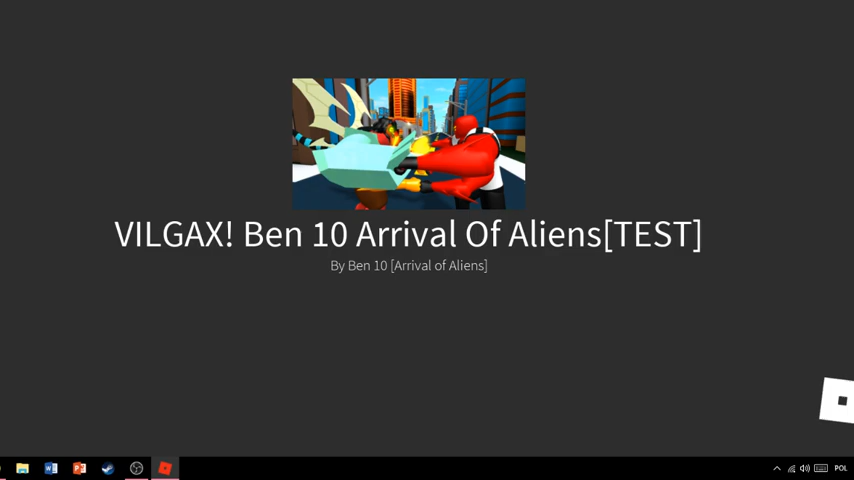 VILGAX! Ben 10 Arrival Of Aliens[TEST]
By Ben 10 [Arrival of Aliens]
POL